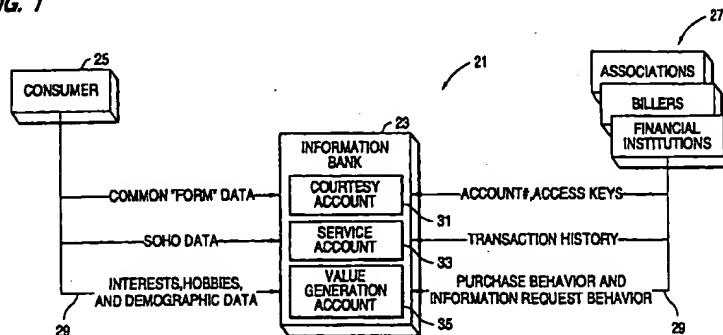 FIG. 1
25
CONSUMER
21
27
ASSOCIATIONS
BILLERS
FINANCIAL
INSTITUTIONS
23
INFORMATION
BANK
COMMON "FORM" DATA
COURTESY
ACCOUNT
31
ACCOUNT#,ACCESS KEYS
SOHO DATA
SERVICE
ACCOUNT
33
TRANSACTION HISTORY
INTERESTS,HOBBIES,
AND DEMOGRAPHIC DATA
29
VALUE
GENERATION
ACCOUNT
35
PURCHASE BEHAVIOR AND
INFORMATION REQUEST BEHAVIOR
29